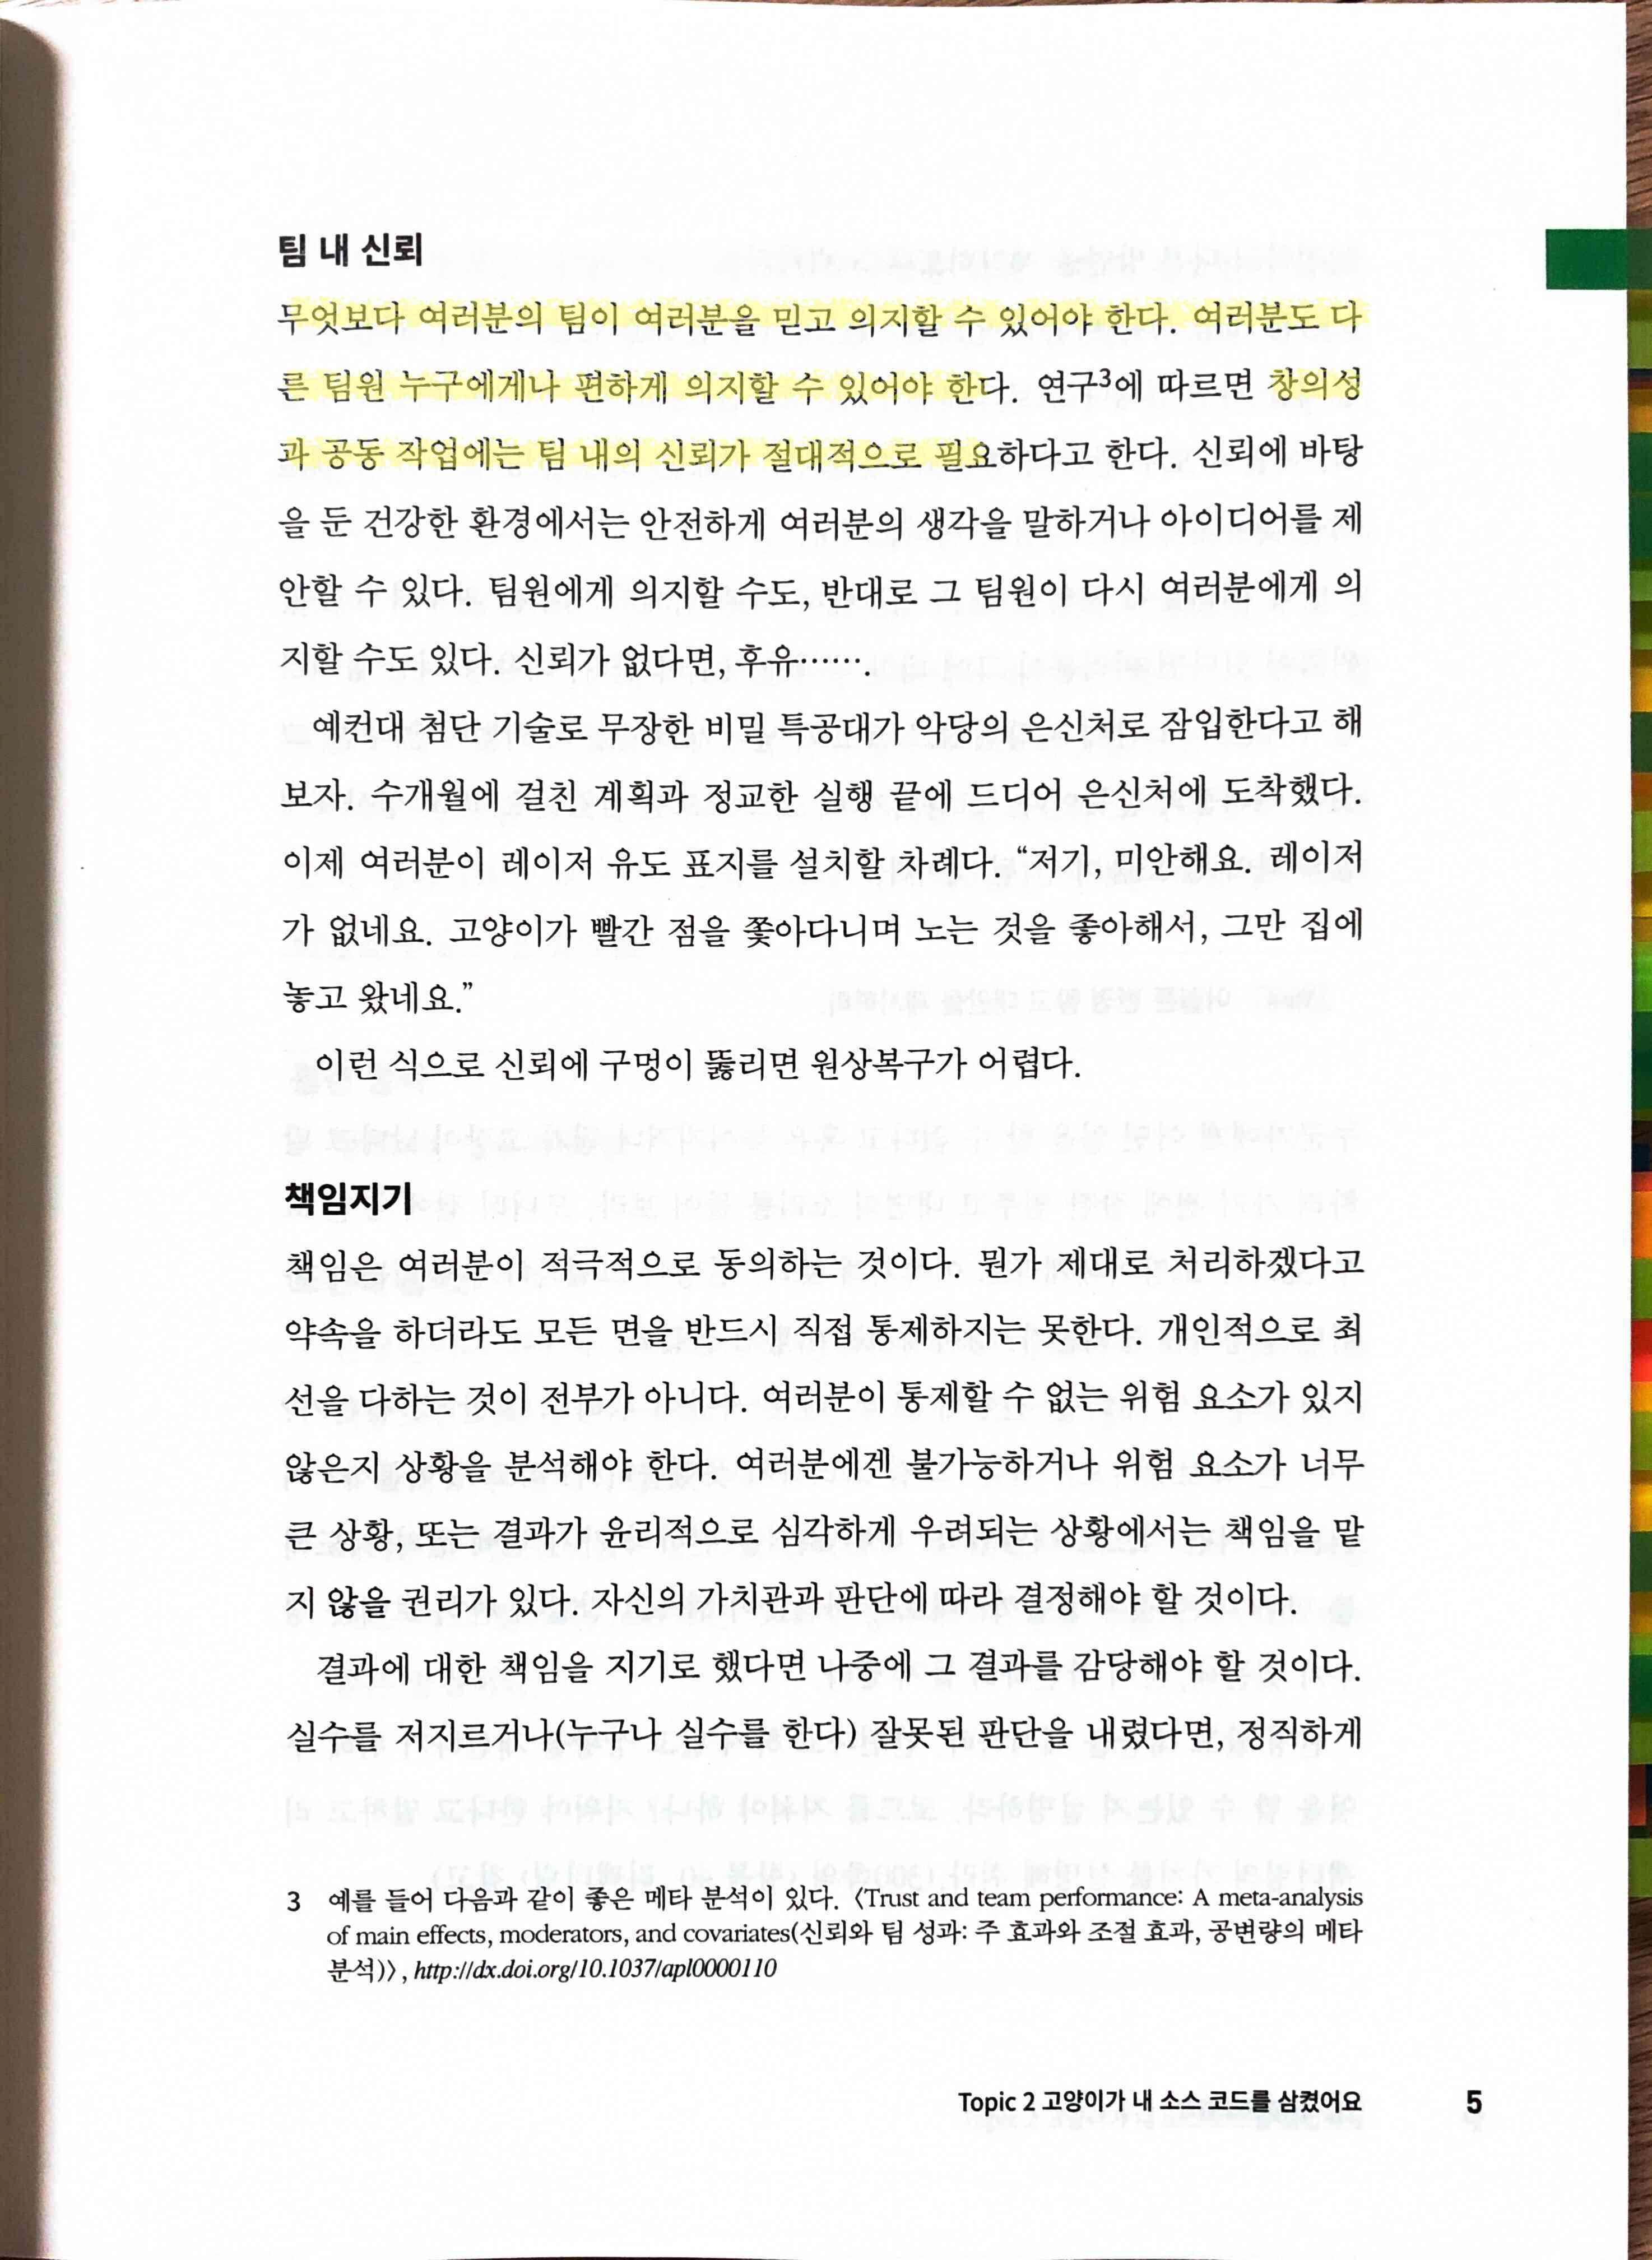 팀 내 신뢰
무엇보다 여러분의 팀이 여러분을 믿고 의지할 수 있어야 한다. 여러분도 다
른 팀원 누구에게나 편하게 의지할 수 있어야 한다. 연구3에 따르면 창의성
과 공동 작업에는 팀 내의 신뢰가 절대적으로 필요하다고 한다. 신뢰에 바탕
을 둔 건강한 환경에서는 안전하게 여러분의 생각을 말하거나 아이디어를 제
안할 수 있다. 팀원에게 의지할 수도, 반대로 그 팀원이 다시 여러분에게 의
지할 수도 있다. 신뢰가 없다면, 후유…….
예컨대 첨단 기술로 무장한 비밀 특공대가 악당의 은신처로 잠입한다고 해
보자. 수개월에 걸친 계획과 정교한 실행 끝에 드디어 은신처에 도착했다.
이제 여러분이 레이저 유도 표지를 설치할 차례다. “저기, 미안해요. 레이저
가 없네요. 고양이가 빨간 점을 쫓아다니며 노는 것을 좋아해서, 그만 집에
놓고 왔네요.”
이런 식으로 신뢰에 구멍이 뚫리면 원상복구가 어렵다.
책임지기
책임은 여러분이 적극적으로 동의하는 것이다. 뭔가 제대로 처리하겠다고
약속을 하더라도 모든 면을 반드시 직접 통제하지는 못한다. 개인적으로 최
선을 다하는 것이 전부가 아니다. 여러분이 통제할 수 없는 위험 요소가 있지
않은지 상황을 분석해야 한다. 여러분에겐 불가능하거나 위험 요소가 너무
큰 상황, 또는 결과가 윤리적으로 심각하게 우려되는 상황에서는 책임을 맡
지 않을 권리가 있다. 자신의 가치관과 판단에 따라 결정해야 할 것이다.
결과에 대한 책임을 지기로 했다면 나중에 그 결과를 감당해야 할 것이다.
실수를 저지르거나(누구나 실수를 한다) 잘못된 판단을 내렸다면, 정직하게
3 예를 들어 다음과 같이 좋은 메타 분석이 있다. 〈Trust and team performance: A meta-analysis
of main effects, moderators, and covariates(신뢰와 팀 성과: 주 효과와 조절 효과, 공변량의 메타
분석)〉, http://dx.doi.org/10.1037/apl0000110
Topic 2 고양이가 내 소스 코드를 삼켰어요 5